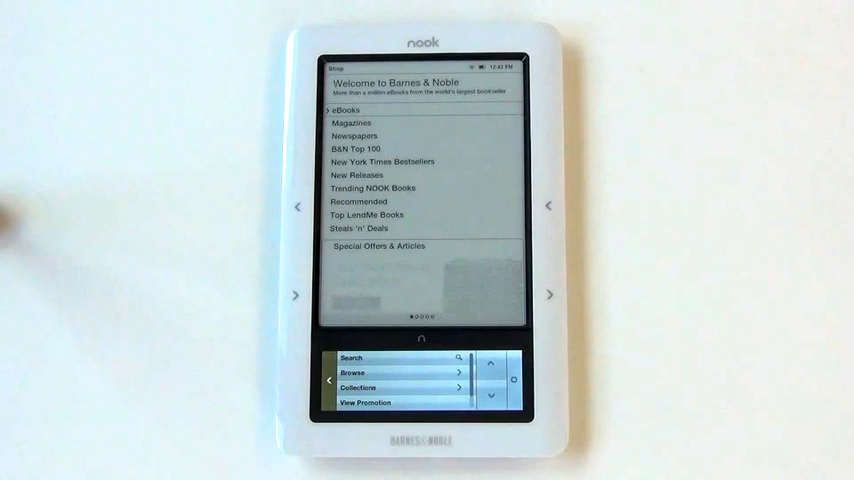 nook
Shop 12:42 PM
Welcome to Barnes & Noble
More than a million eBooks from the world's largest bookseller
eBooks
Magazines
Newspapers
B&N Top 100
New York Times Bestsellers
New Releases
Trending NOOK Books
Recommended
Top LendMe Books
Steals 'n' Deals
Special Offers & Articles
Search
Browse
Collections
View Promotion
BARNES&NOBLE